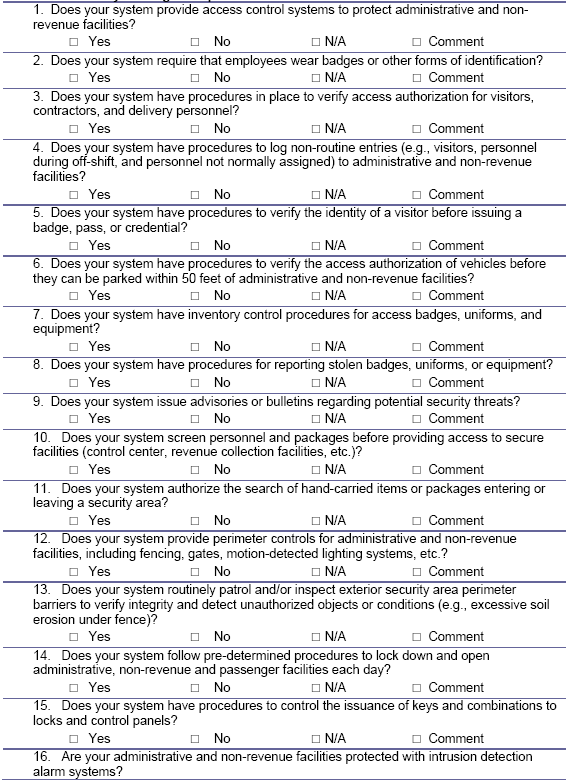 1. Does your system provide access control systems to protect administrative and non-
revenue facilities?
□ Yes □ No □ N/A □ Comment
2. Does your system require that employees wear badges or other forms of identification?
□ Yes □ No □ N/A □ Comment
3. Does your system have procedures in place to verify access authorization for visitors,
contractors, and delivery personnel?
□ Yes □ No □ N/A □ Comment
4. Does your system have procedures to log non-routine entries (e.g., visitors, personnel
during off-shift, and personnel not normally assigned) to administrative and non-revenue
facilities?
□ Yes □ No □ N/A □ Comment
5. Does your system have procedures to verify the identity of a visitor before issuing a
badge, pass, or credential?
□ Yes □ No □ N/A □ Comment
6. Does your system have procedures to verify the access authorization of vehicles before
they can be parked within 50 feet of administrative and non-revenue facilities?
□ Yes □ No □ N/A □ Comment
7. Does your system have inventory control procedures for access badges, uniforms, and
equipment?
□ Yes □ No □ N/A □ Comment
8. Does your system have procedures for reporting stolen badges, uniforms, or equipment?
□ Yes □ No □ N/A □ Comment
9. Does your system issue advisories or bulletins regarding potential security threats?
□ Yes □ No □ N/A □ Comment
10. Does your system screen personnel and packages before providing access to secure
facilities (control center, revenue collection facilities, etc.)?
□ Yes □ No □ N/A □ Comment
11. Does your system authorize the search of hand-carried items or packages entering or
leaving a security area?
□ Yes □ No □ N/A □ Comment
12. Does your system provide perimeter controls for administrative and non-revenue
facilities, including fencing, gates, motion-detected lighting systems, etc.?
□ Yes □ No □ N/A □ Comment
13. Does your system routinely patrol and/or inspect exterior security area perimeter
barriers to verify integrity and detect unauthorized objects or conditions (e.g., excessive soil
erosion under fence)?
□ Yes □ No □ N/A □ Comment
14. Does your system follow pre-determined procedures to lock down and open
administrative, non-revenue and passenger facilities each day?
□ Yes □ No □ N/A □ Comment
15. Does your system have procedures to control the issuance of keys and combinations to
locks and control panels?
□ Yes □ No □ N/A □ Comment
16. Are your administrative and non-revenue facilities protected with intrusion detection
alarm systems?